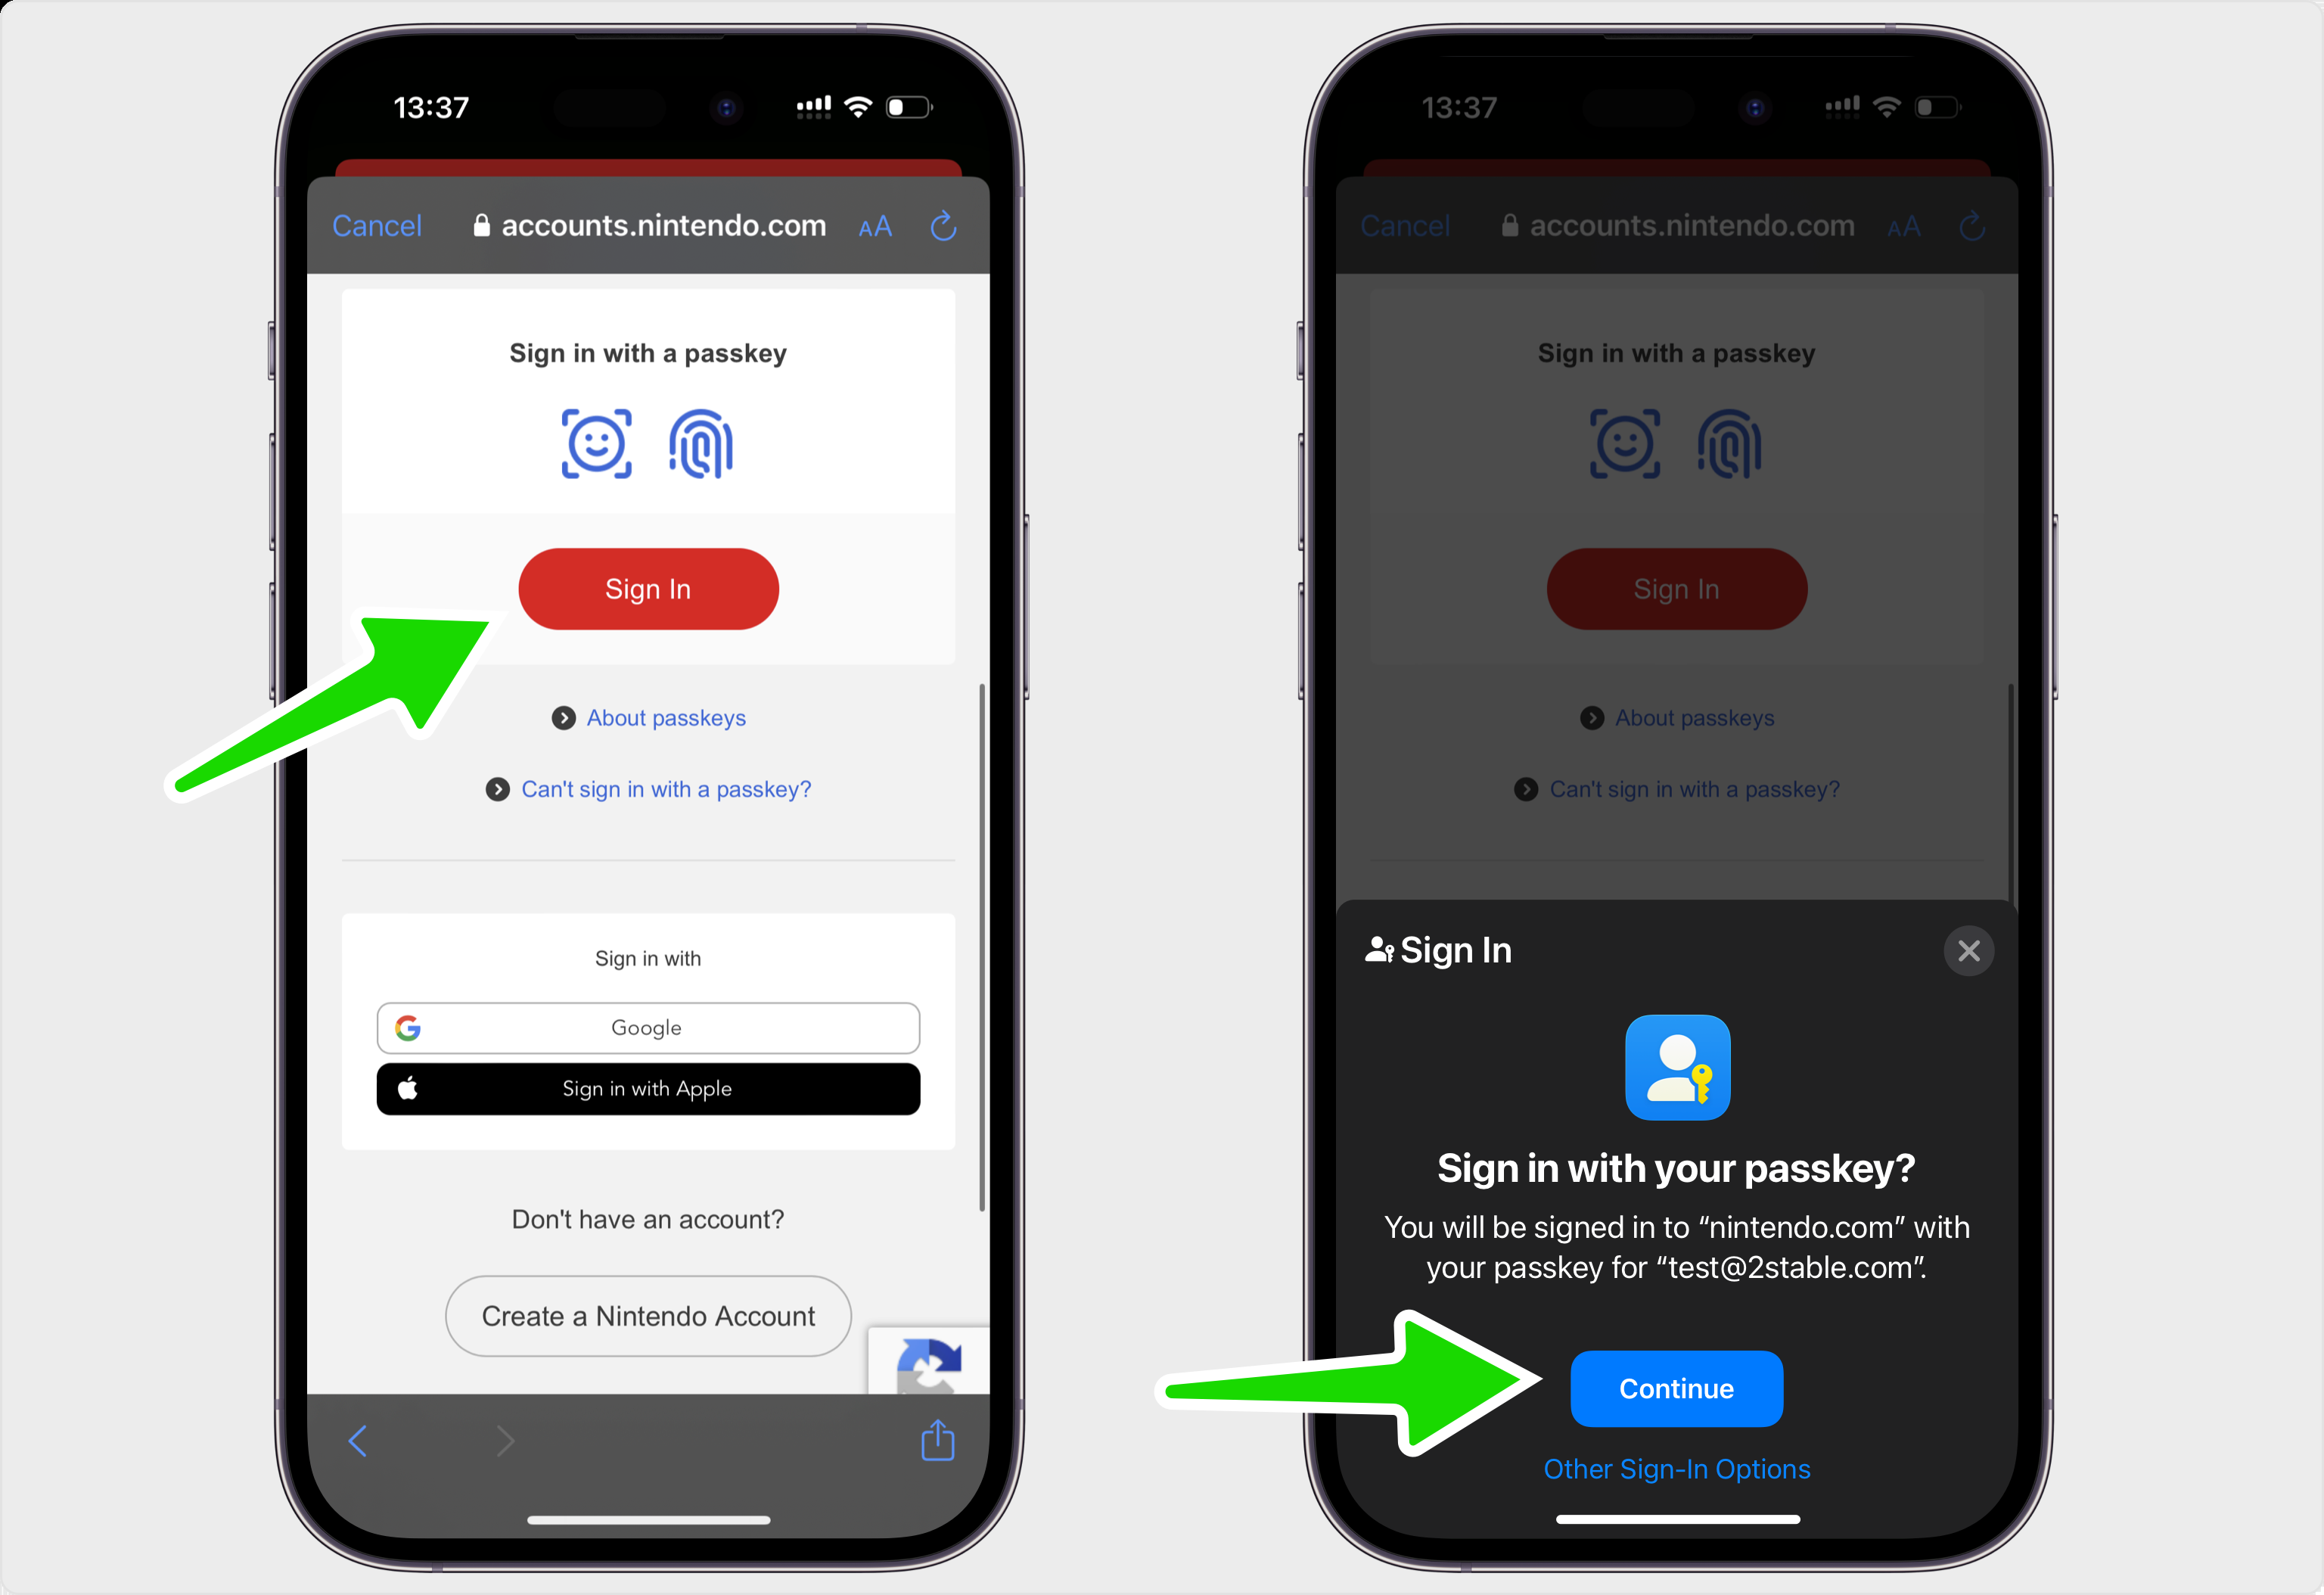 13:37
Cancel accounts.nintendo.com AA
Sign in with a passkey
Sign In
About passkeys
Can't sign in with a passkey?
Sign in with
Google
Sign in with Apple
Don't have an account?
Create a Nintendo Account
13:37
Cancel accounts.nintendo.com AA
Sign in with a passkey
Sign In
About passkeys
Can't sign in with a passkey?
Sign In
Sign in with your passkey?
You will be signed in to “nintendo.com” with
your passkey for “test@2stable.com”.
Continue
Other Sign-In Options